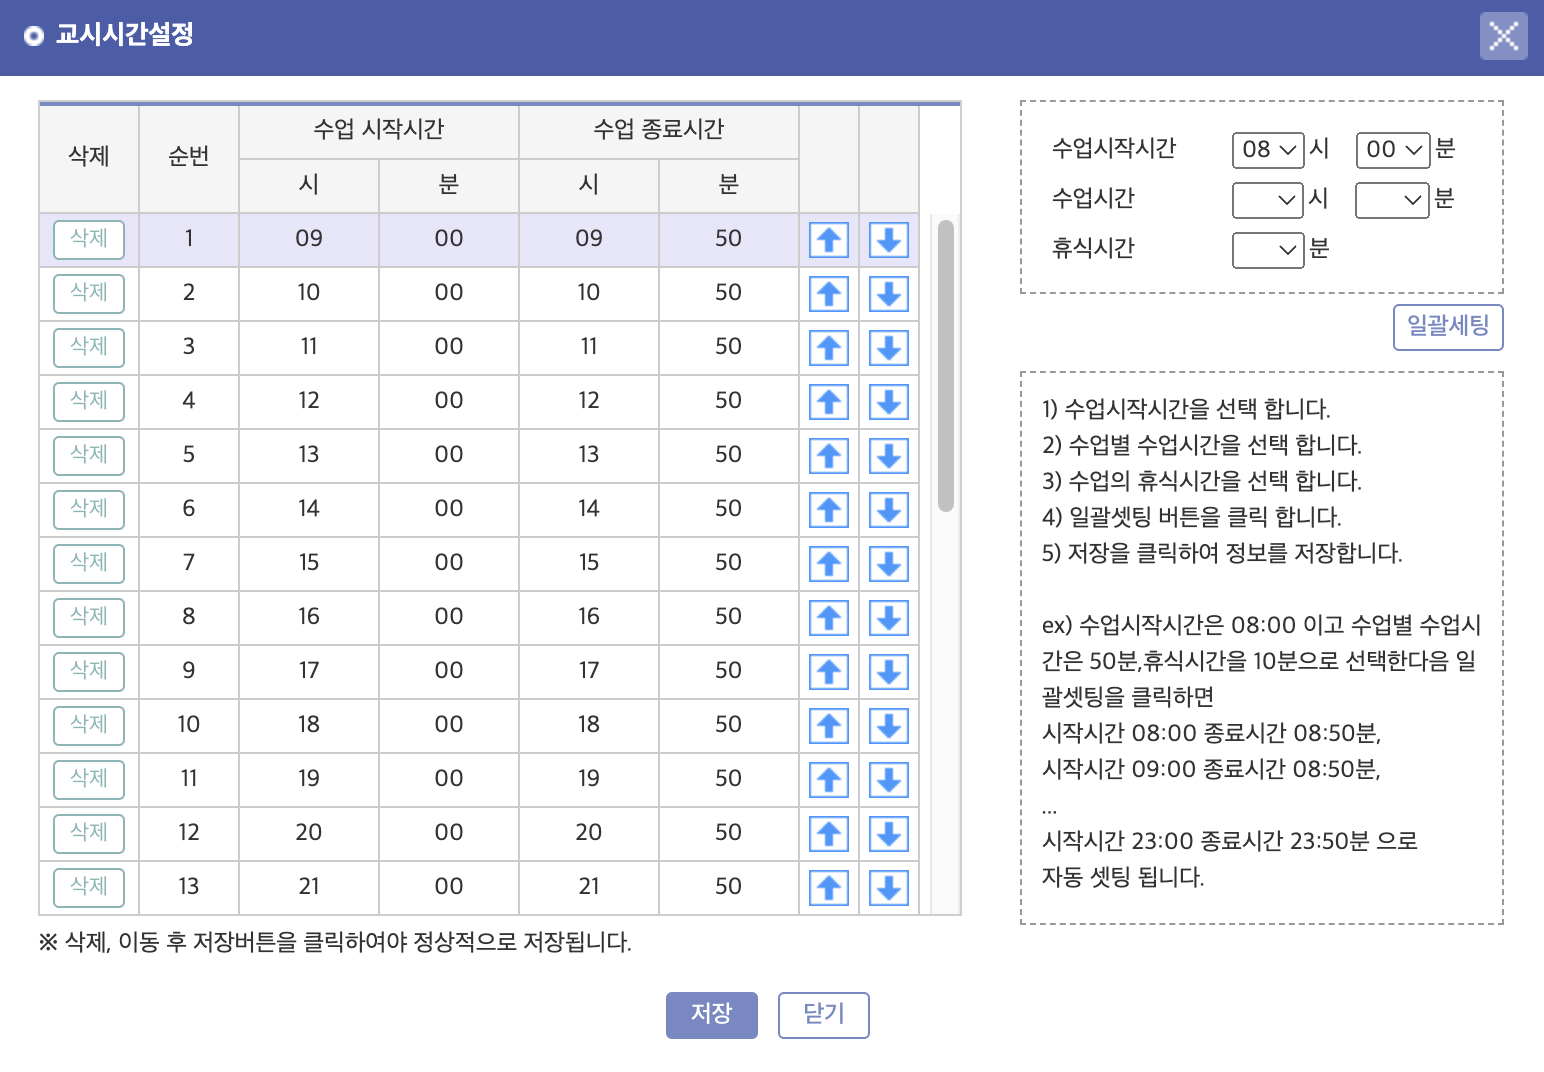 교시시간설정
삭제 순번 수업 시작시간 수업 종료시간
시 분 시 분
삭제 1 09 00 09 50
삭제 2 10 00 10 50
삭제 3 11 00 11 50
삭제 4 12 00 12 50
삭제 5 13 00 13 50
삭제 6 14 00 14 50
삭제 7 15 00 15 50
삭제 8 16 00 16 50
삭제 9 17 00 17 50
삭제 10 18 00 18 50
삭제 11 19 00 19 50
삭제 12 20 00 20 50
삭제 13 21 00 21 50
※ 삭제, 이동 후 저장버튼을 클릭하여야 정상적으로 저장됩니다.
수업시작시간 08 시 00 분
수업시간 시 분
휴식시간 분
일괄세팅
1) 수업시작시간을 선택 합니다.
2) 수업별 수업시간을 선택 합니다.
3) 수업의 휴식시간을 선택 합니다.
4) 일괄셋팅 버튼을 클릭 합니다.
5) 저장을 클릭하여 정보를 저장합니다.
ex) 수업시작시간은 08:00 이고 수업별 수업시
간은 50분,휴식시간을 10분으로 선택한다음 일
괄셋팅을 클릭하면
시작시간 08:00 종료시간 08:50분,
시작시간 09:00 종료시간 08:50분,
...
시작시간 23:00 종료시간 23:50분 으로
자동 셋팅 됩니다.
저장 닫기